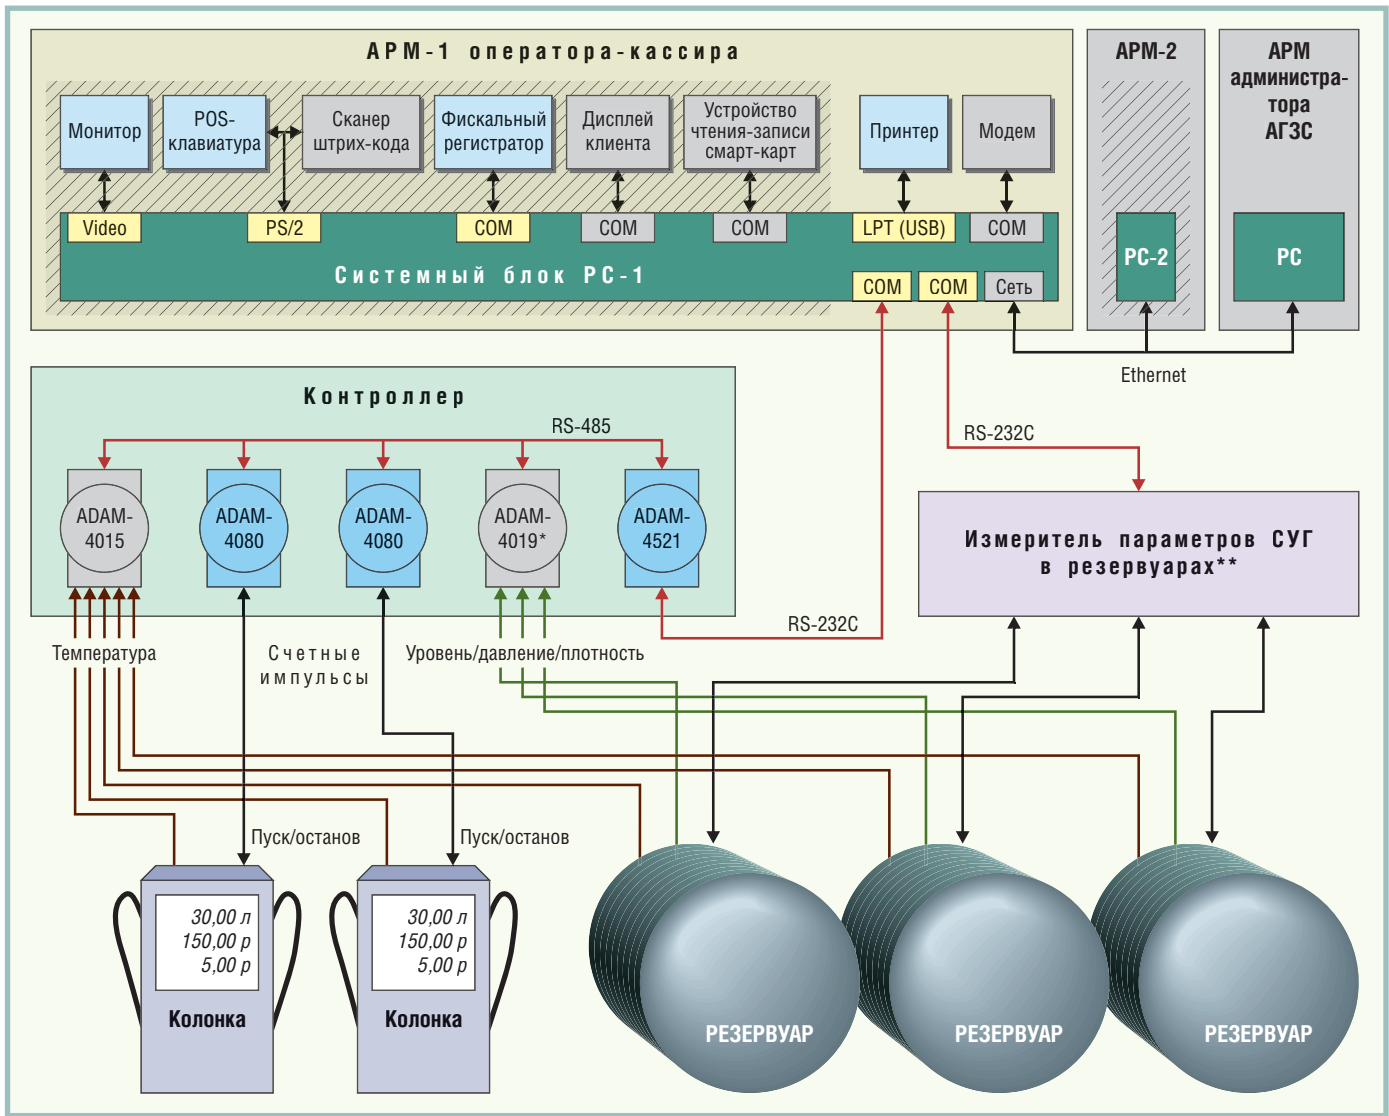 АРМ-1 оператора-кассира
АРМ-2
АРМ
администра-
тора
АГЗС
Монитор
POS-
клавиатура
Сканер
штрих-кода
Фискальный
регистратор
Дисплей
клиента
Устройство
чтения-записи
смарт-карт
Принтер
Модем
Video
PS/2
COM
COM
COM
LPT (USB)
COM
Системный блок PC-1
COM
COM
Сеть
PC-2
PC
Ethernet
Контроллер
RS-485
RS-232C
ADAM-
4015
ADAM-
4080
ADAM-
4080
ADAM-
4019*
ADAM-
4521
Измеритель параметров СУГ
в резервуарах**
RS-232C
Температура
Счетные
импульсы
Уровень/давление/плотность
Пуск/останов
Пуск/останов
30,00 л
150,00 р
5,00 р
Колонка
30,00 л
150,00 р
5,00 р
Колонка
РЕЗЕРВУАР
РЕЗЕРВУАР
РЕЗЕРВУАР